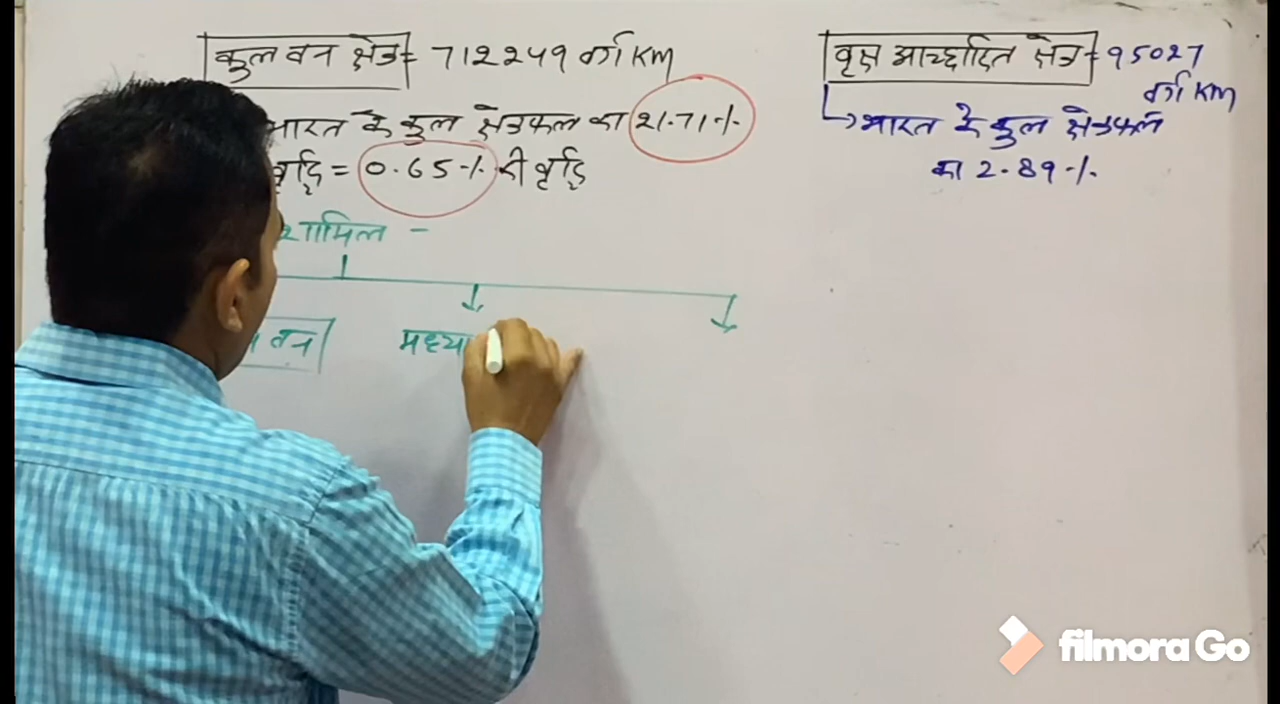 कुल वन क्षेत्र = 712249 वर्ग KM
भारत के कुल क्षेत्रफल का 21.71%
वृद्धि = 0.65% की वृद्धि
शामिल -
वन
मध्या
वृक्ष आच्छादित क्षेत्र = 95027
वर्ग KM
भारत के कुल क्षेत्रफल
का 2.89%
filmora Go